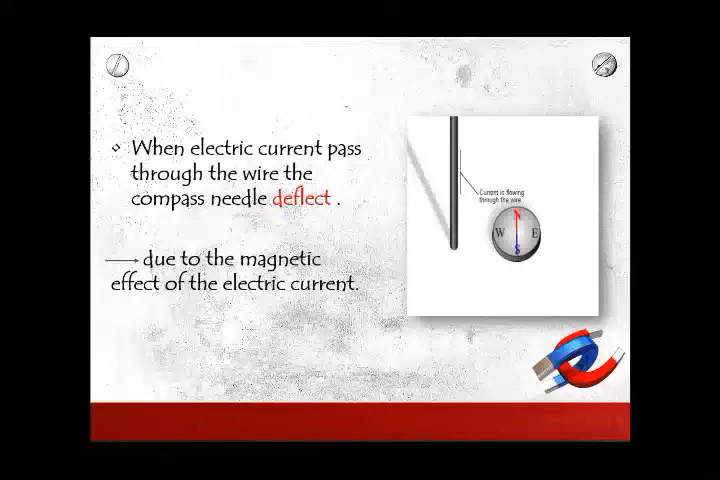 When electric current pass
through the wire the
compass needle deflect .
due to the magnetic
effect of the electric current.
Current is flowing
through the wire
N
W E
S